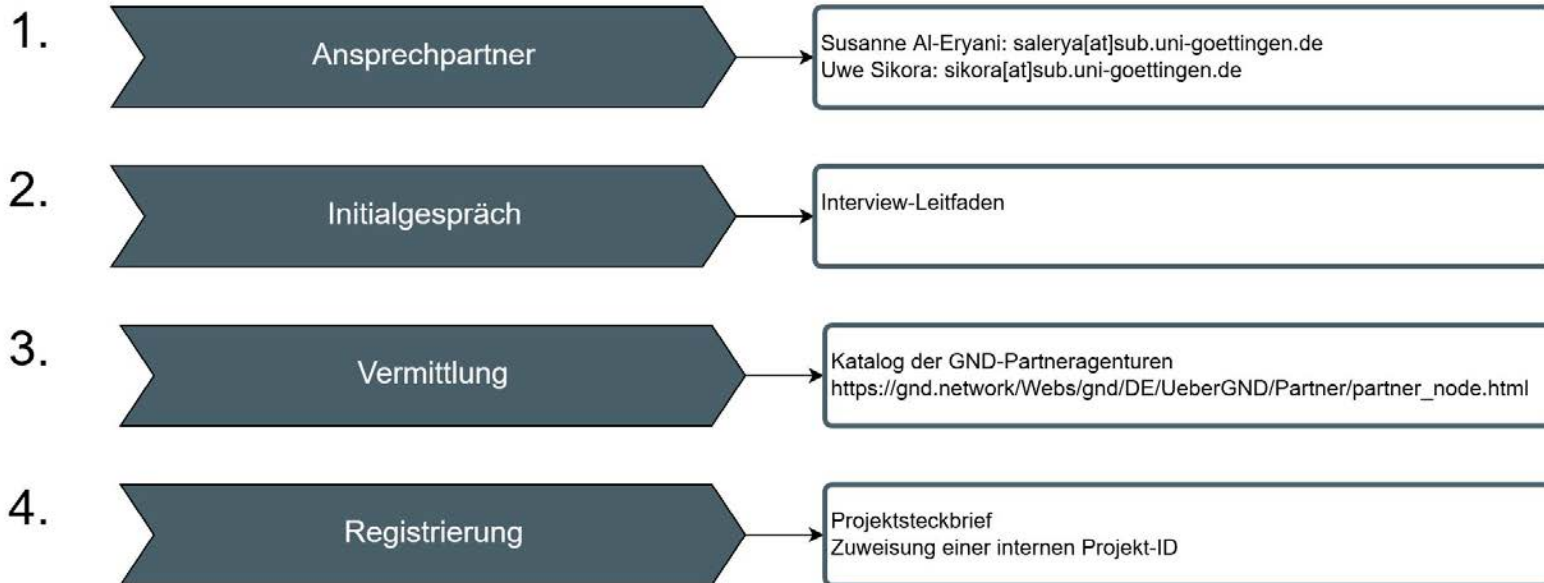 1.
Ansprechpartner
Susanne Al-Eryani: salerya[at]sub.uni-goettingen.de
Uwe Sikora: sikora[at]sub.uni-goettingen.de
2.
Initialgespräch
Interview-Leitfaden
3.
Vermittlung
Katalog der GND-Partneragenturen
https://gnd.network/Webs/gnd/DE/UeberGND/Partner/partner_node.html
4.
Registrierung
Projektsteckbrief
Zuweisung einer internen Projekt-ID